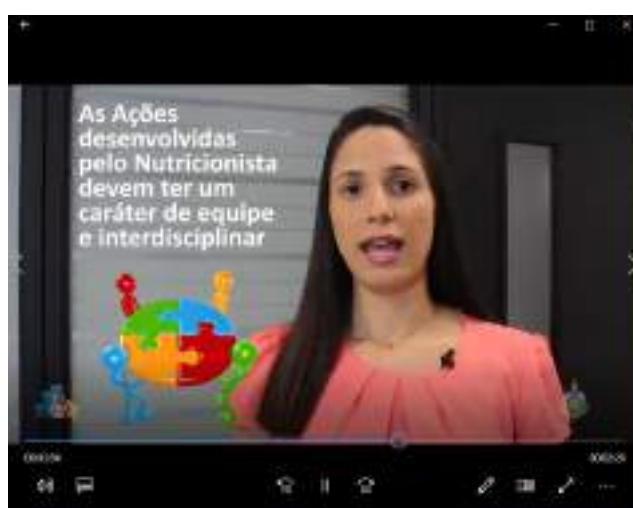 As Ações
desenvolvidas
pelo Nutricionista
devem ter um
caráter de equipe
e interdisciplinar